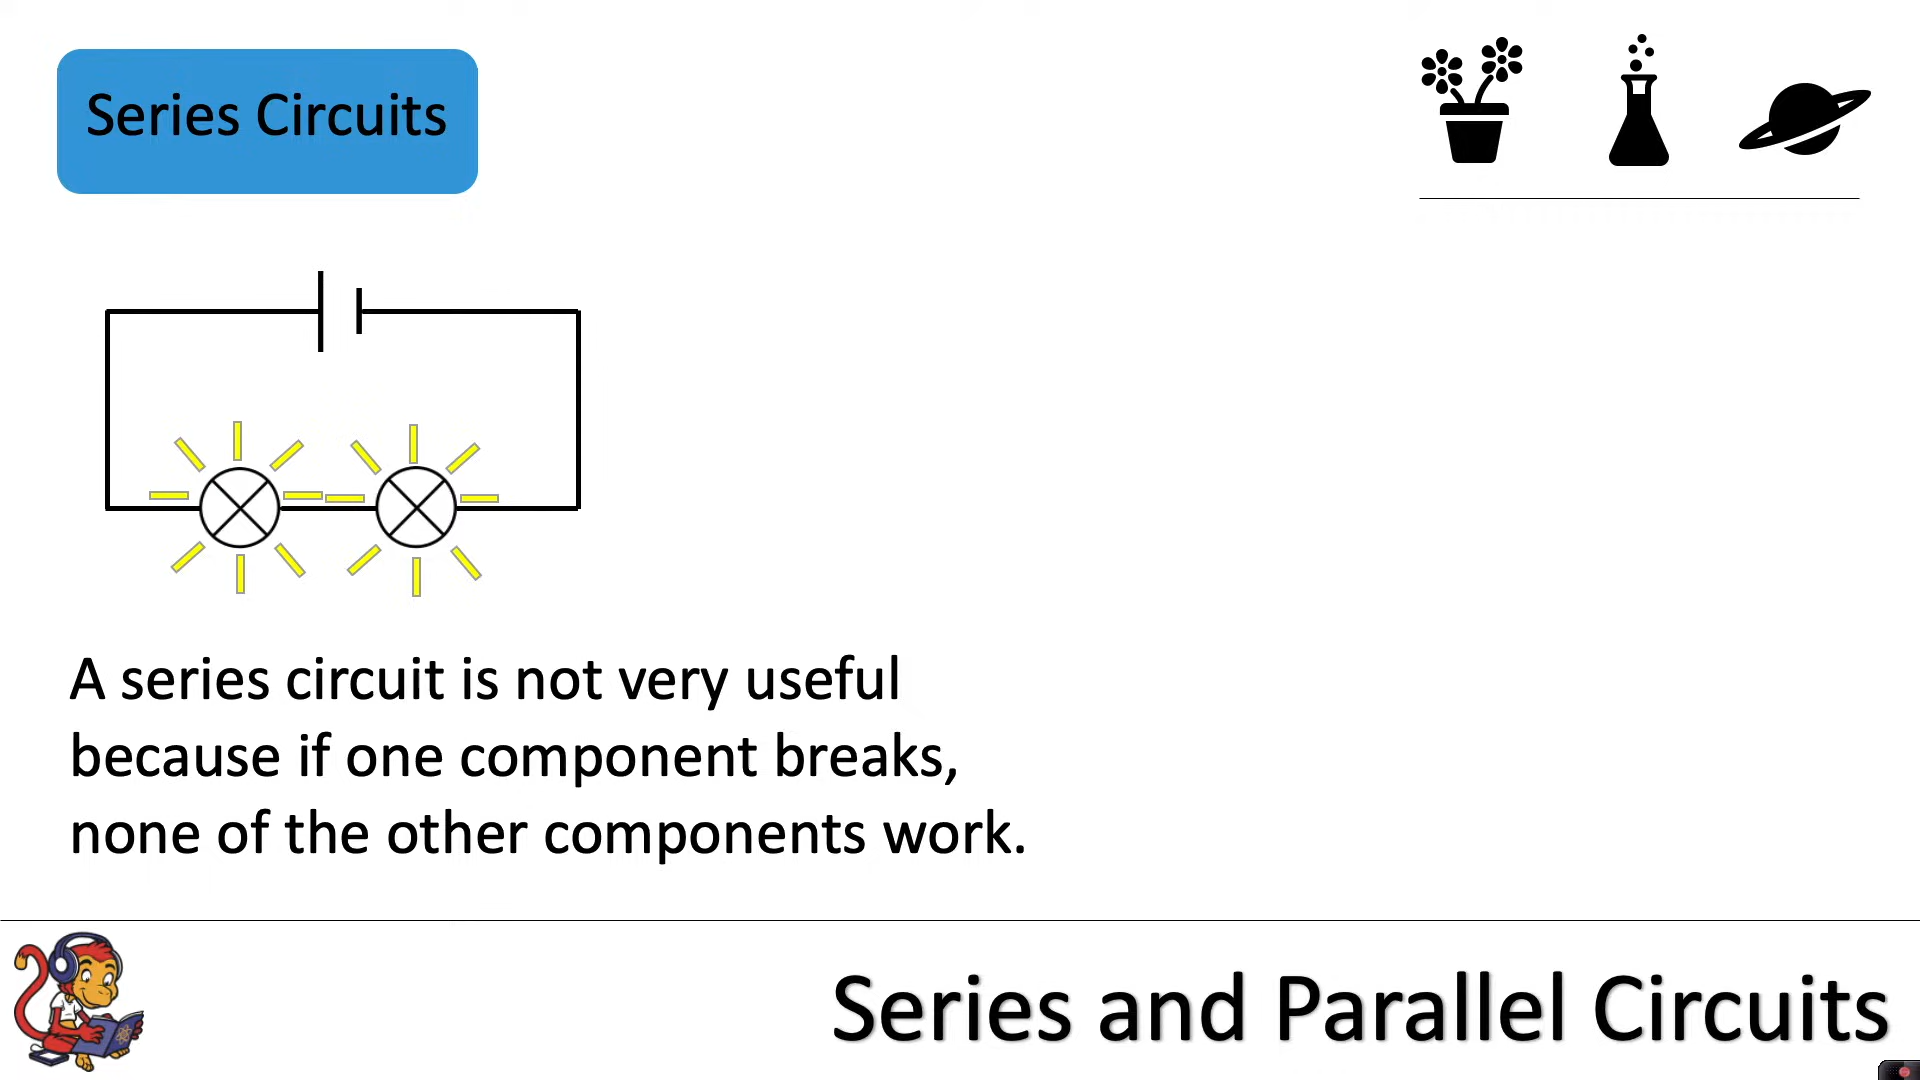 Series Circuits
A series circuit is not very useful
because if one component breaks,
none of the other components work.
Series and Parallel Circuits